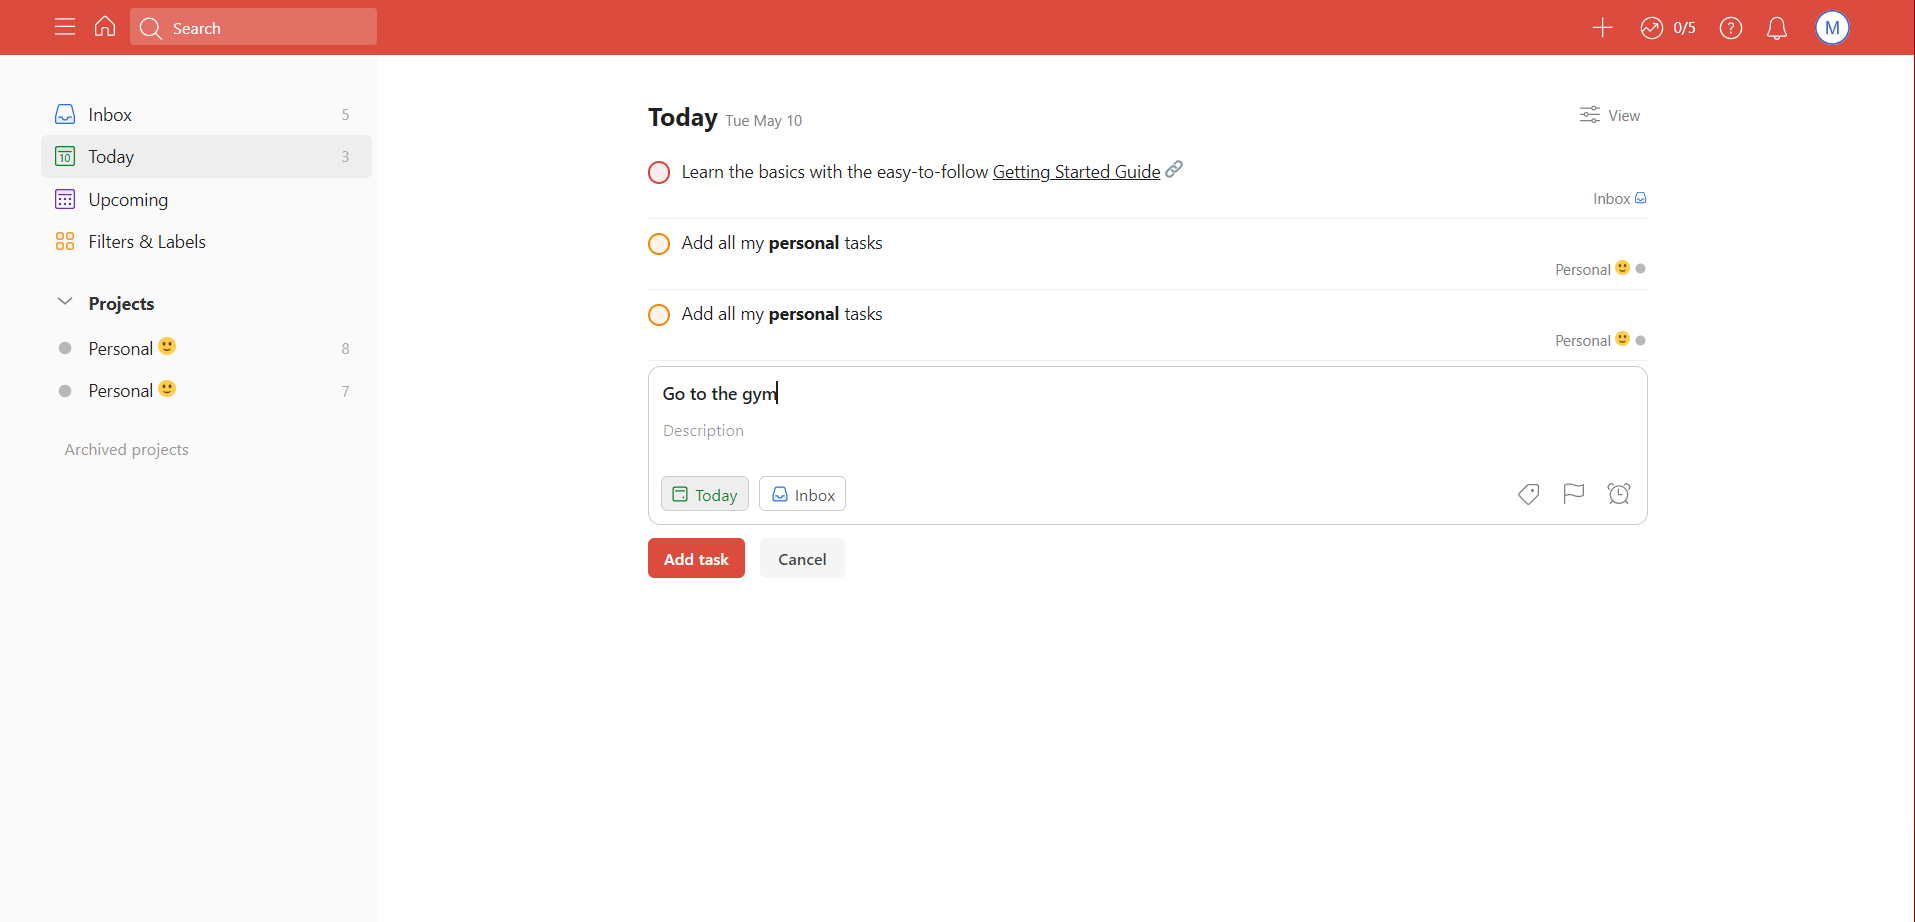 Search
0/5
M
Inbox 5
10 Today 3
Upcoming
Filters & Labels
Projects
Personal 8
Personal 7
Archived projects
Today Tue May 10
View
Learn the basics with the easy-to-follow Getting Started Guide
Inbox
Add all my personal tasks
Personal
Add all my personal tasks
Personal
Go to the gym
Description
Today Inbox
Add task Cancel